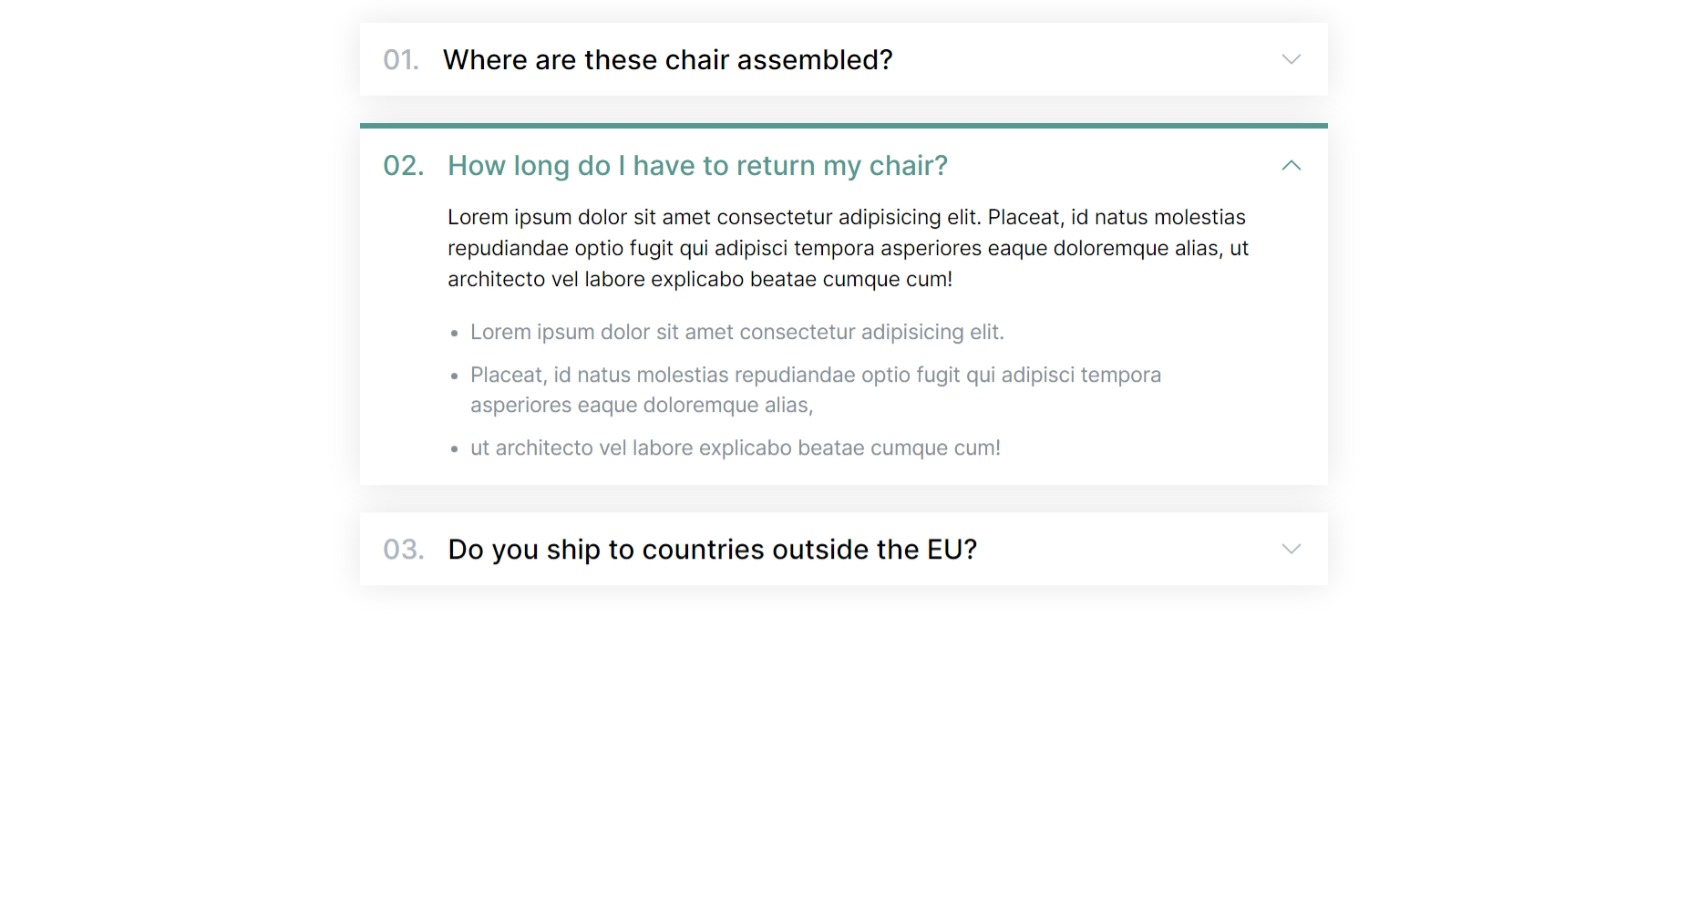 01. Where are these chair assembled?
02. How long do I have to return my chair?
Lorem ipsum dolor sit amet consectetur adipisicing elit. Placeat, id natus molestias
repudiandae optio fugit qui adipisci tempora asperiores eaque doloremque alias, ut
architecto vel labore explicabo beatae cumque cum!
• Lorem ipsum dolor sit amet consectetur adipisicing elit.
• Placeat, id natus molestias repudiandae optio fugit qui adipisci tempora
asperiores eaque doloremque alias,
• ut architecto vel labore explicabo beatae cumque cum!
03. Do you ship to countries outside the EU?